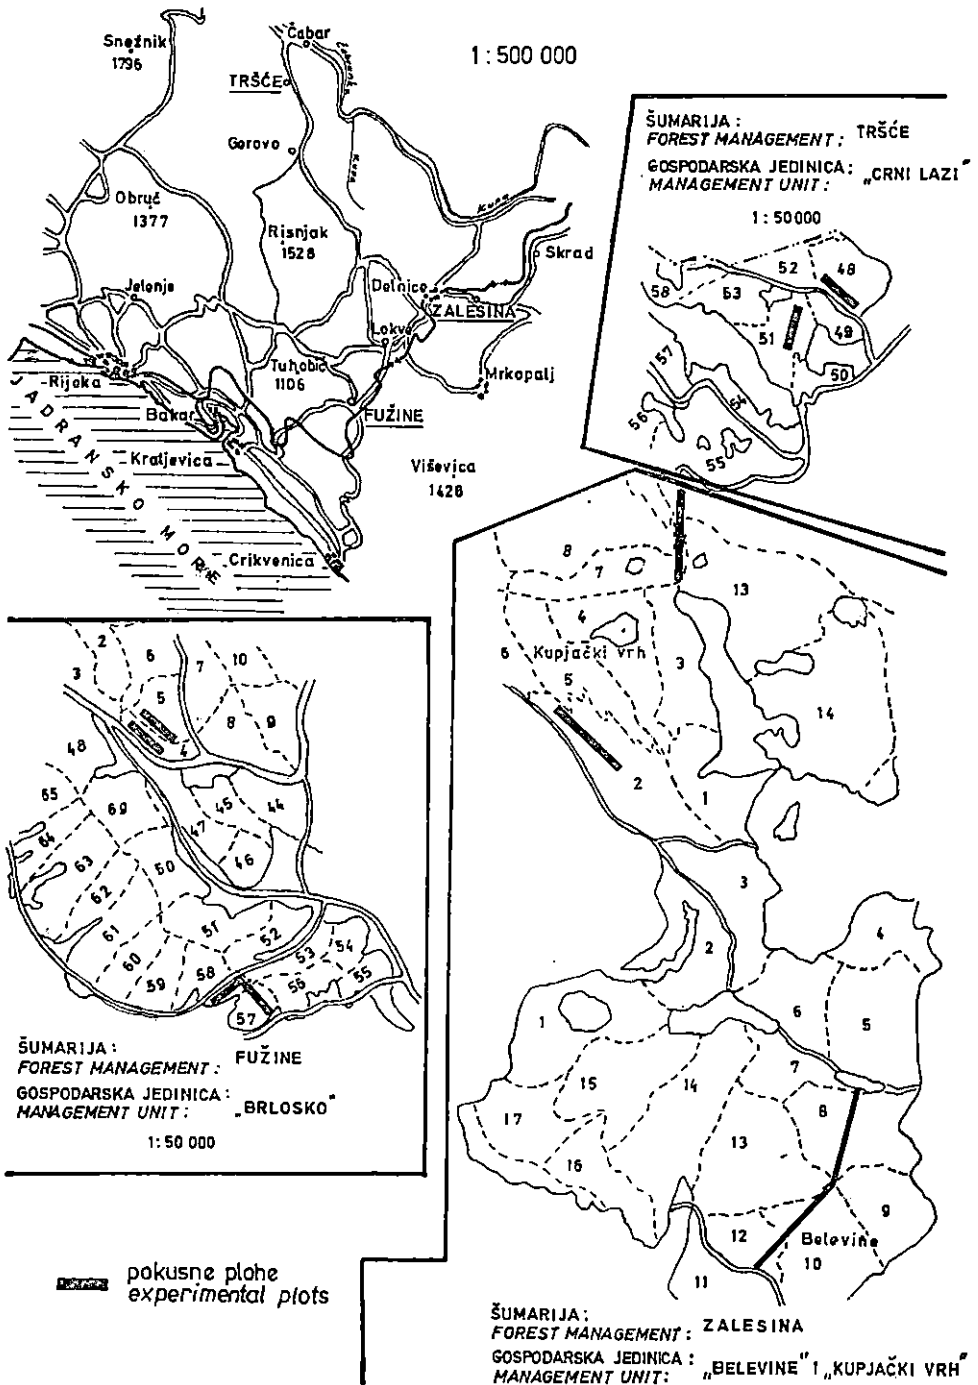 Snežnik
1796
Čabar
Čabranka
1:500 000
TRŠĆE
Gerovo
Kupa
Kupa
Obruč
1377
Risnjak
1528
Skrad
Jelenje
Delnice
ZALESINA
Lokve
Tuhobić
1106
Mrkopalj
Rijeka
Bakar
FUŽINE
Kraljevica
Viševica
1428
JADRANSKO MORE
Crikvenica
ŠUMARIJA :
FOREST MANAGEMENT : TRŠĆE
GOSPODARSKA JEDINICA :
MANAGEMENT UNIT : „CRNI LAZI"
1:50000
52
48
58
53
51
49
57
50
54
56
55
8
7
13
4
6
Kupjački vrh
3
5
14
2
1
3
2
4
1
6
5
15
14
7
17
8
13
16
9
12
Belevine
10
11
ŠUMARIJA :
FOREST MANAGEMENT : ZALESINA
GOSPODARSKA JEDINICA :
MANAGEMENT UNIT : „BELEVINE" I „KUPJAČKI VRH"
2
6
10
3
7
5
8
9
4
48
65
69
45
44
64
47
46
63
50
62
51
61
52
54
60
53
59
58
56
55
57
ŠUMARIJA :
FOREST MANAGEMENT : FUŽINE
GOSPODARSKA JEDINICA :
MANAGEMENT UNIT : „BRLOSKO"
1:50 000
pokusne plohe
experimental plots